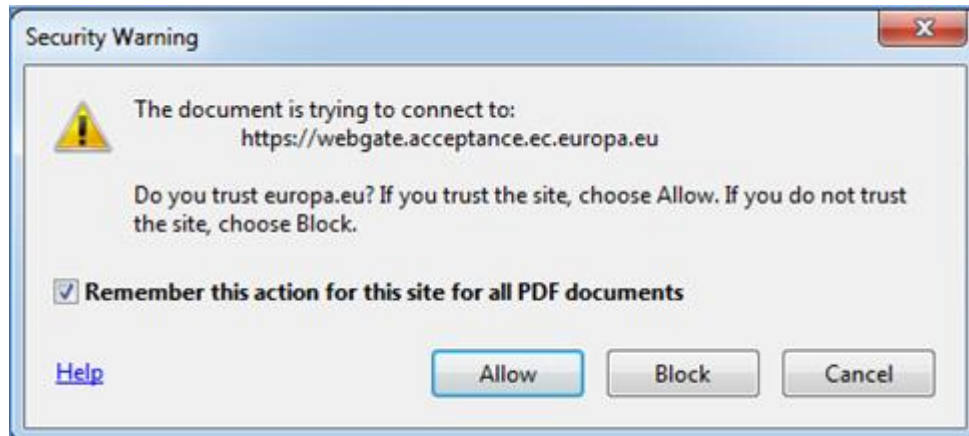 Security Warning
The document is trying to connect to:
https://webgate.acceptance.ec.europa.eu
Do you trust europa.eu? If you trust the site, choose Allow. If you do not trust
the site, choose Block.
Remember this action for this site for all PDF documents
Help
Allow
Block
Cancel